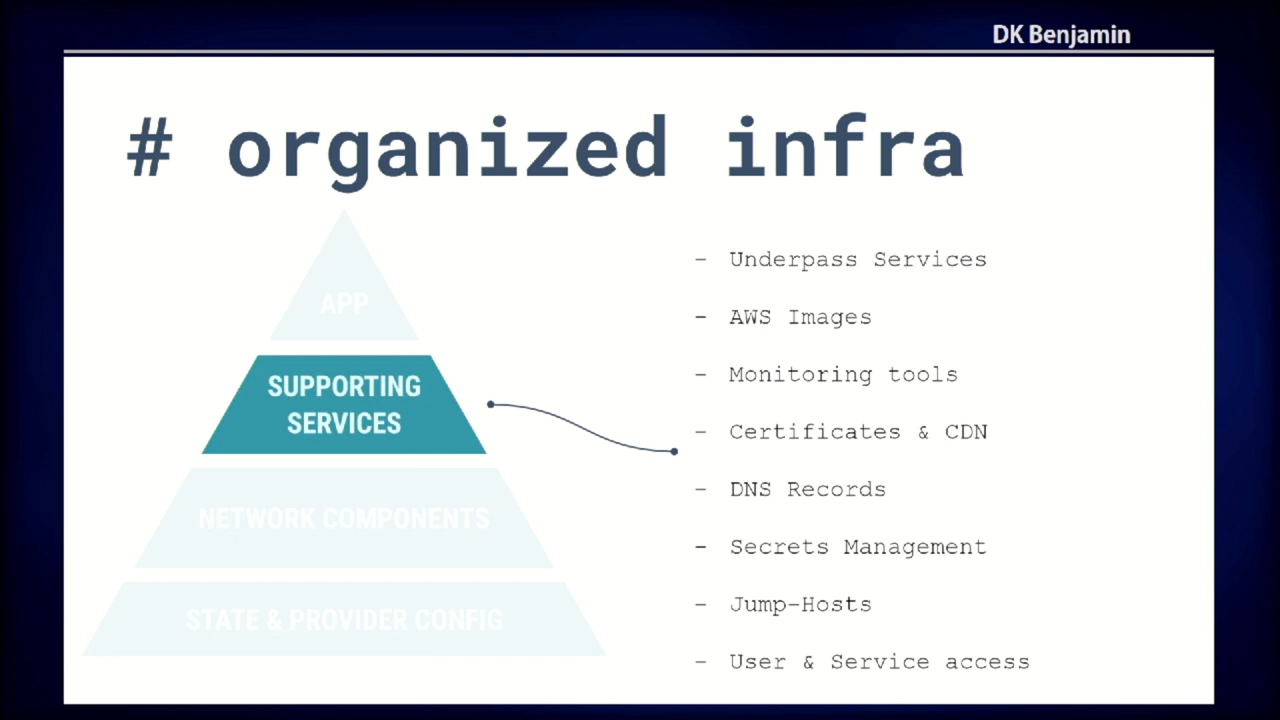 DK Benjamin
# organized infra
APP
SUPPORTING
SERVICES
NETWORK COMPONENTS
STATE & PROVIDER CONFIG
- Underpass Services
- AWS Images
- Monitoring tools
- Certificates & CDN
- DNS Records
- Secrets Management
- Jump-Hosts
- User & Service access